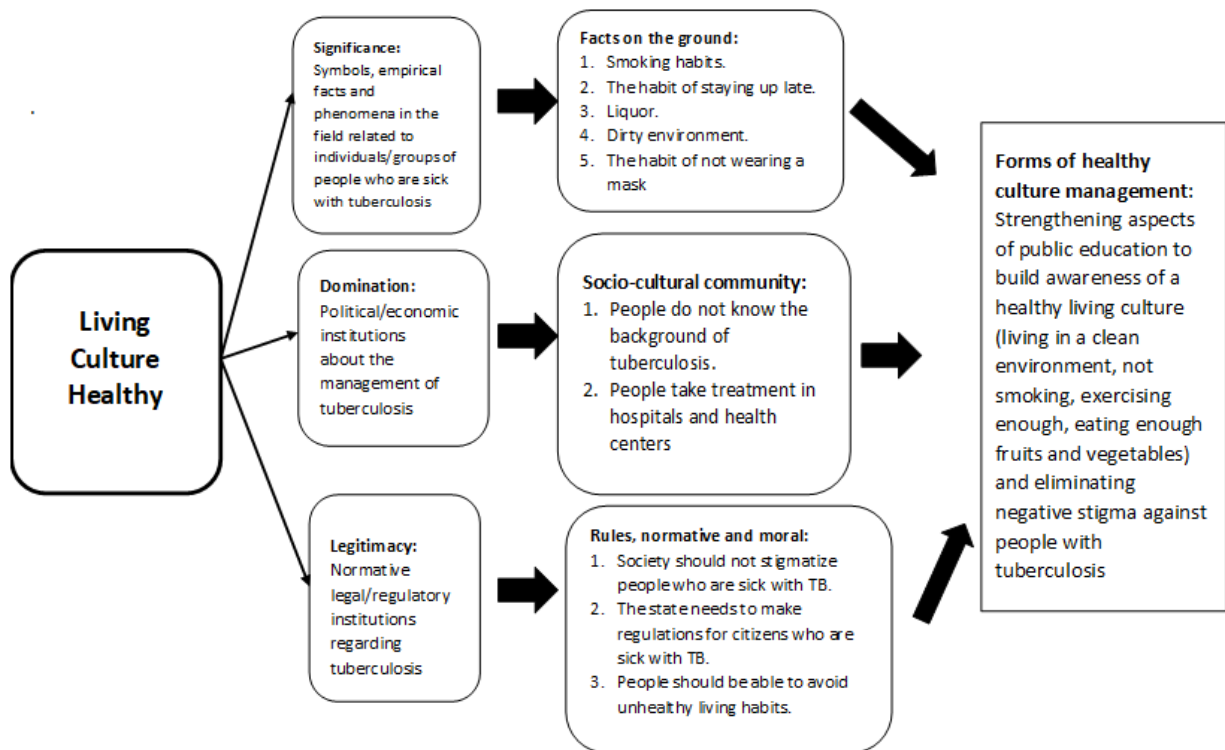 Living
Culture
Healthy
Significance:
Symbols, empirical
facts and
phenomena in the
field related to
individuals/groups of
people who are sick
with tuberculosis
Facts on the ground:
1. Smoking habits.
2. The habit of staying up late.
3. Liquor.
4. Dirty environment.
5. The habit of not wearing a
mask
Domination:
Political/economic
institutions
about the
management of
tuberculosis
Socio-cultural community:
1. People do not know the
background of
tuberculosis.
2. People take treatment in
hospitals and health
centers
Legitimacy:
Normative
legal/regulatory
institutions
regarding
tuberculosis
Rules, normative and moral:
1. Society should not stigmatize
people who are sick with TB.
2. The state needs to make
regulations for citizens who are
sick with TB.
3. People should be able to avoid
unhealthy living habits.
Forms of healthy
culture management:
Strengthening aspects
of public education to
build awareness of a
healthy living culture
(living in a clean
environment, not
smoking, exercising
enough, eating enough
fruits and vegetables)
and eliminating
negative stigma against
people with
tuberculosis